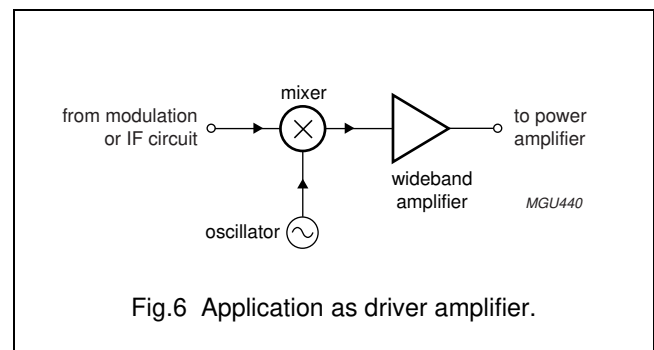 mixer
from modulation
or IF circuit
to power
amplifier
wideband
amplifier
MGU440
oscillator
Fig.6 Application as driver amplifier.